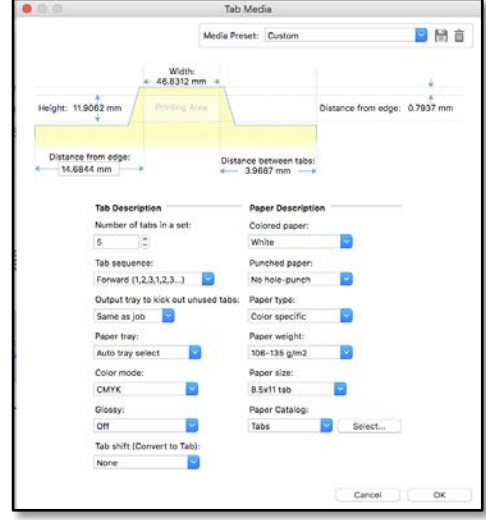 Tab Media
Media Preset: Custom
Width:
46.8312 mm
Height: 11.9062 mm
Printing Area
Distance from edge: 0.7937 mm
Distance from edge:
14.6844 mm
Distance between tabs:
3.9687 mm
Tab Description
Number of tabs in a set:
5
Tab sequence:
Forward (1,2,3,1,2,3...)
Output tray to kick out unused tabs:
Same as job
Paper tray:
Auto tray select
Color mode:
CMYK
Glossy:
Off
Tab shift (Convert to Tab):
None
Paper Description
Colored paper:
White
Punched paper:
No hole-punch
Paper type:
Color specific
Paper weight:
106-135 g/m2
Paper size:
8.5x11 tab
Paper Catalog:
Tabs
Select...
Cancel
OK